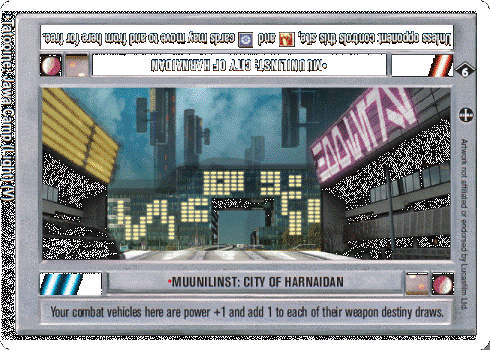 Unless opponent controls this site, and cards may move to and from here for free.
•MUUNILINST: CITY OF HARNAIDAN
6
•MUUNILINST: CITY OF HARNAIDAN
Your combat vehicles here are power +1 and add 1 to each of their weapon destiny draws.
Artwork not affiliated or endorsed by Lucasfilm Ltd.